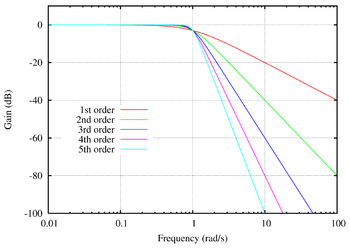 0
-20
-40
-60
-80
-100
Gain (dB)
1st order
2nd order
3rd order
4th order
5th order
0.01
0.1
1
10
100
Frequency (rad/s)